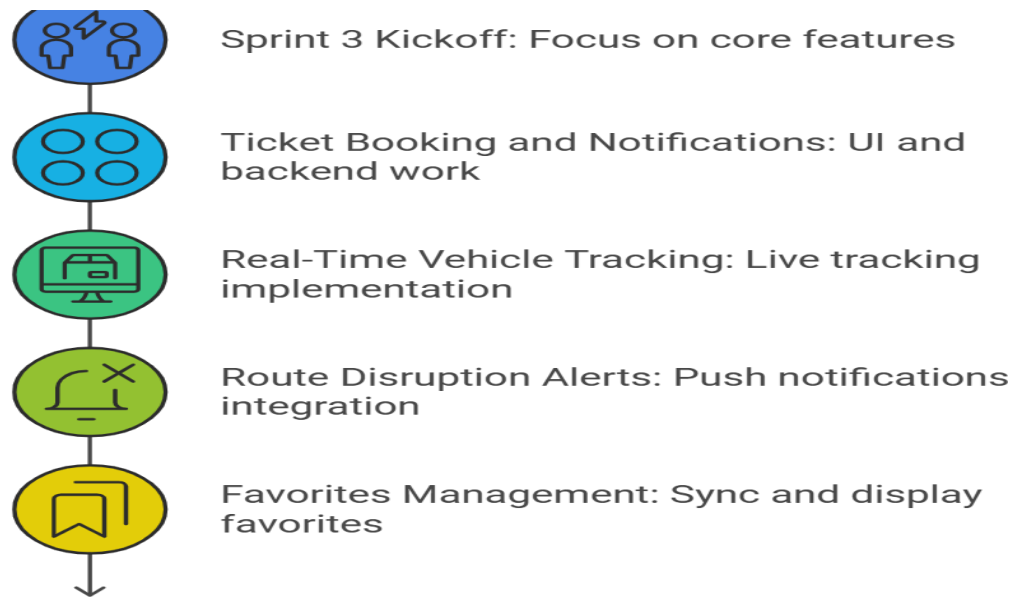 Sprint 3 Kickoff: Focus on core features
Ticket Booking and Notifications: UI and
backend work
Real-Time Vehicle Tracking: Live tracking
implementation
Route Disruption Alerts: Push notifications
integration
Favorites Management: Sync and display
favorites